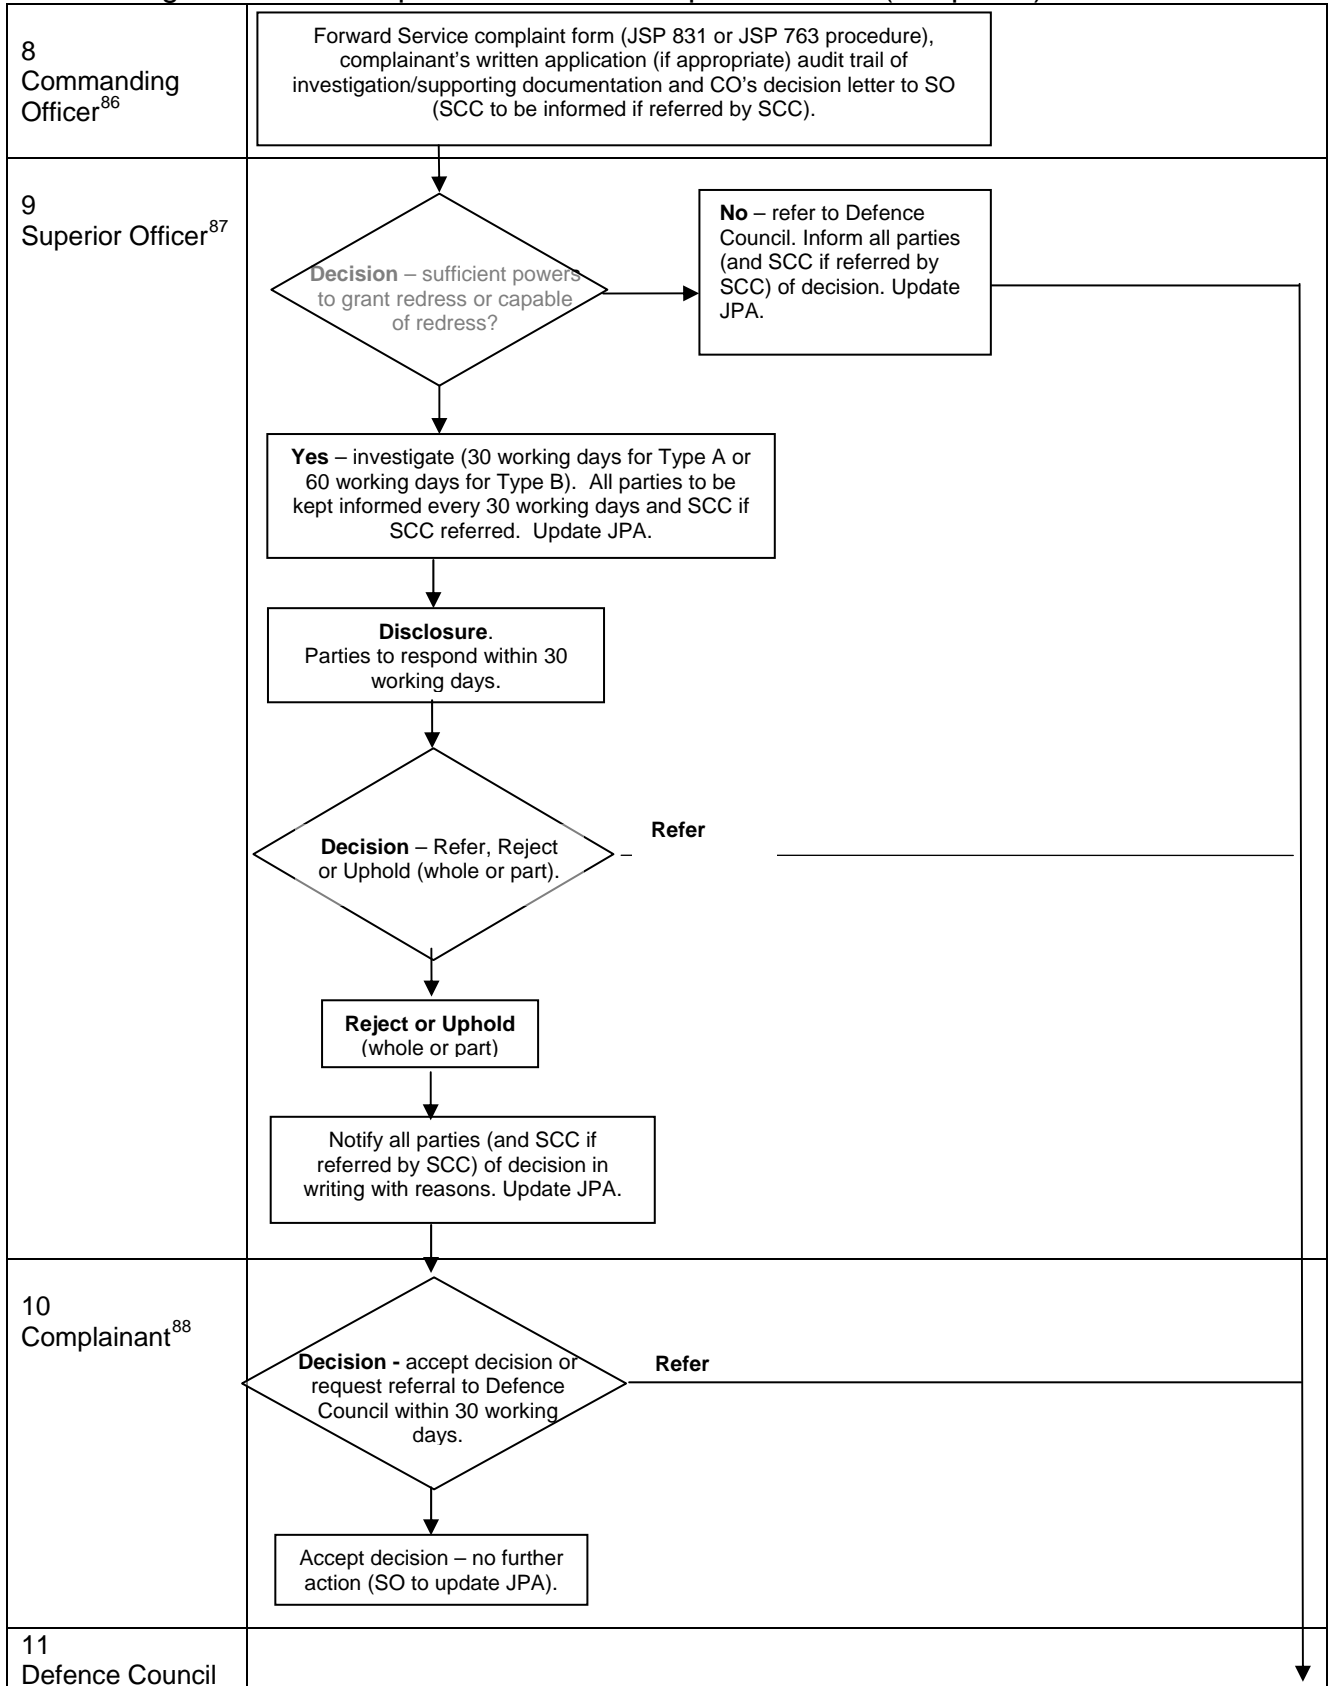 8
Commanding
Officer86
Forward Service complaint form (JSP 831 or JSP 763 procedure),
complainant's written application (if appropriate) audit trail of
investigation/supporting documentation and CO's decision letter to SO
(SCC to be informed if referred by SCC).
9
Superior Officer87
Decision – sufficient powers
to grant redress or capable
of redress?
No – refer to Defence
Council. Inform all parties
(and SCC if referred by
SCC) of decision. Update
JPA.
Yes – investigate (30 working days for Type A or
60 working days for Type B). All parties to be
kept informed every 30 working days and SCC if
SCC referred. Update JPA.
Disclosure.
Parties to respond within 30
working days.
Decision – Refer, Reject
or Uphold (whole or part).
Refer
Reject or Uphold
(whole or part)
Notify all parties (and SCC if
referred by SCC) of decision in
writing with reasons. Update JPA.
10
Complainant88
Decision - accept decision or
request referral to Defence
Council within 30 working
days.
Refer
Accept decision – no further
action (SO to update JPA).
11
Defence Council